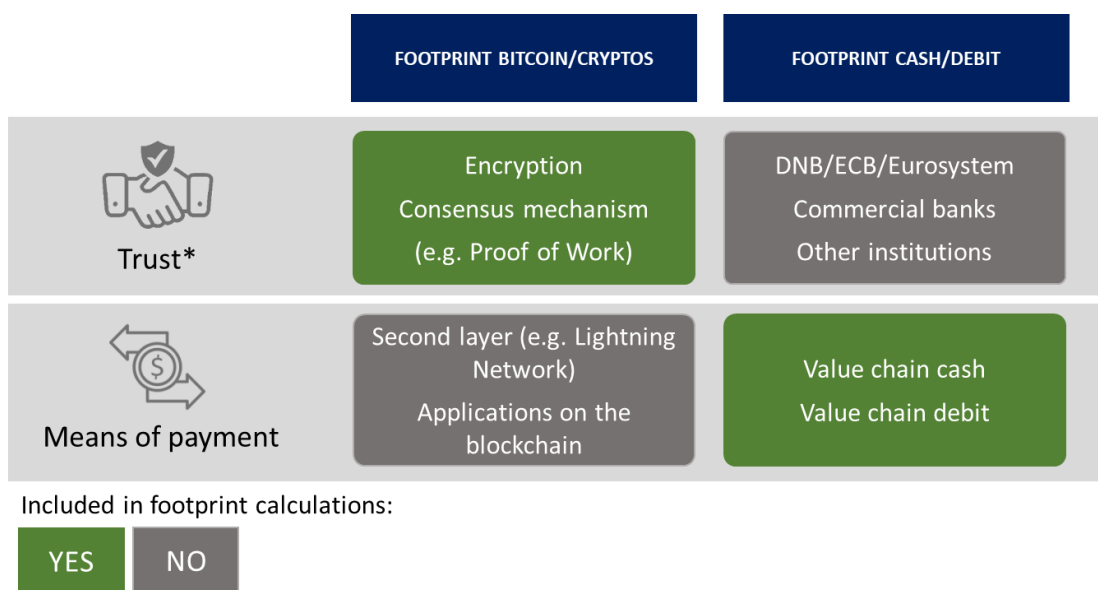 FOOTPRINT BITCOIN/CRYPTOS
FOOTPRINT CASH/DEBIT
Trust*
Encryption
Consensus mechanism
(e.g. Proof of Work)
DNB/ECB/Eurosystem
Commercial banks
Other institutions
$
Means of payment
Second layer (e.g. Lightning
Network)
Applications on the
blockchain
Value chain cash
Value chain debit
Included in footprint calculations:
YES
NO